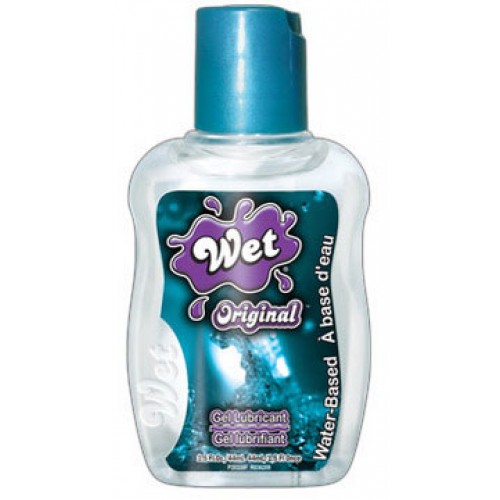 Wet
Original
Gel Lubricant
Gel lubrifiant
Water-Based À base d'eau
Wet